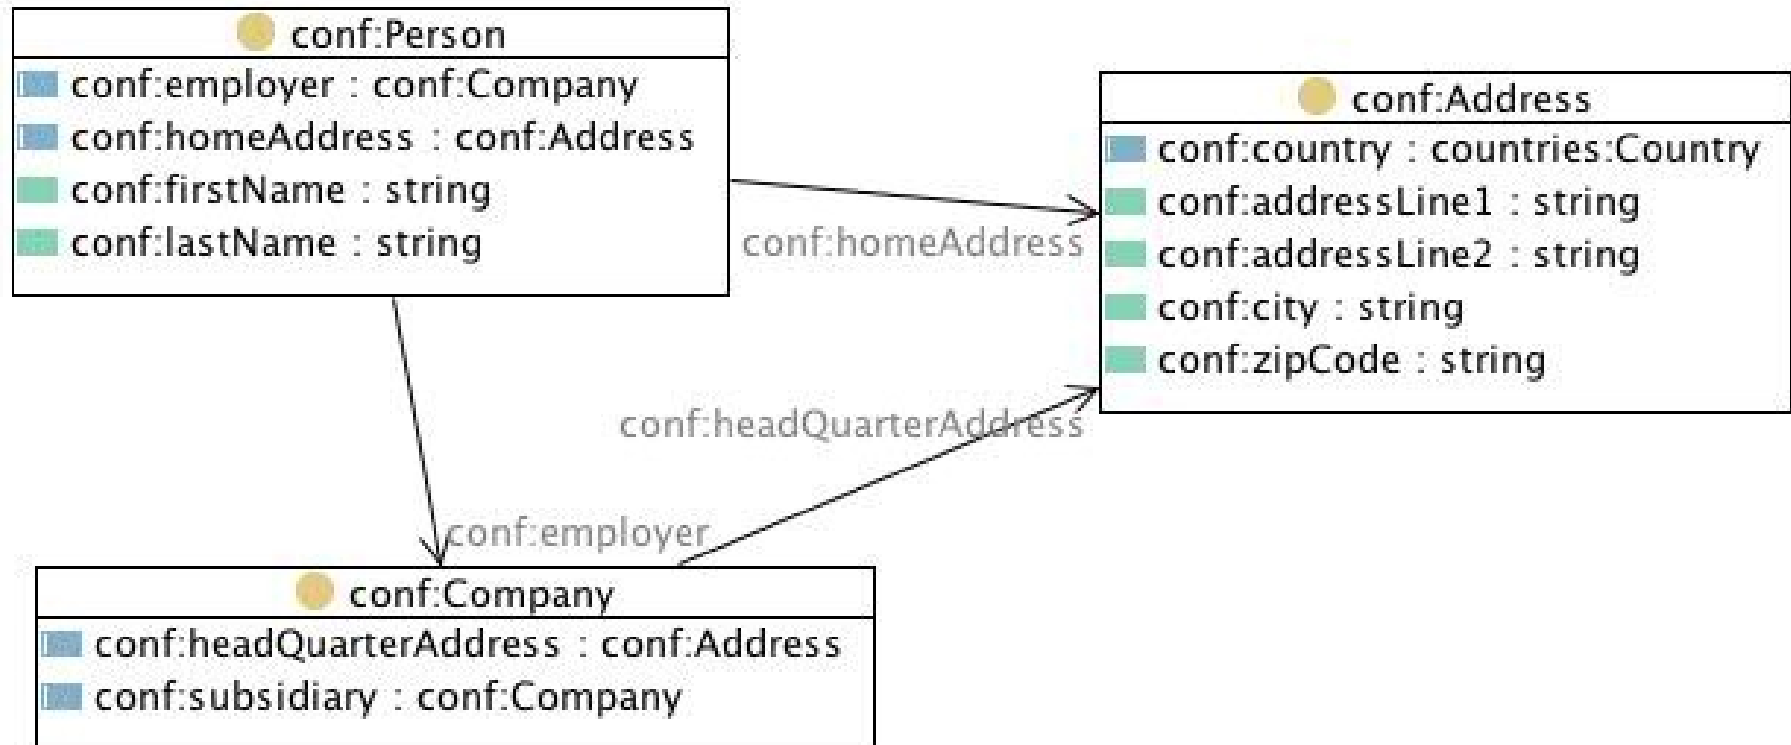 conf:Person
conf:employer : conf:Company
conf:homeAddress : conf:Address
conf:firstName : string
conf:lastName : string
conf:homeAddress
conf:Address
conf:country : countries:Country
conf:addressLine1 : string
conf:addressLine2 : string
conf:city : string
conf:zipCode : string
conf:headQuarterAddress
conf:employer
conf:Company
conf:headQuarterAddress : conf:Address
conf:subsidiary : conf:Company